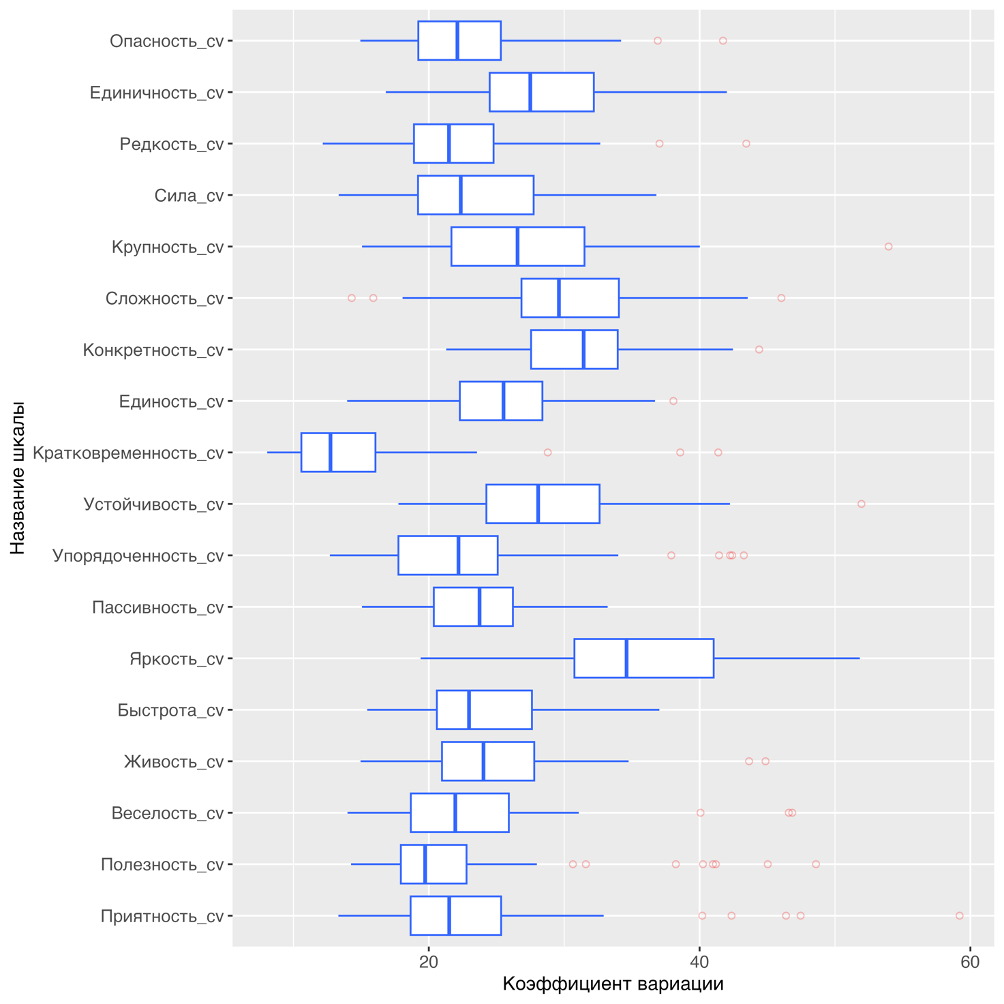 Опасность_cv
Единичность_cv
Редкость_cv
Сила_cv
Крупность_cv
Сложность_cv
Конкретность_cv
Единость_cv
Кратковременность_cv
Устойчивость_cv
Упорядоченность_cv
Пассивность_cv
Яркость_cv
Быстрота_cv
Живость_cv
Веселость_cv
Полезность_cv
Приятность_cv
Название шкалы
20 40 60
Коэффициент вариации